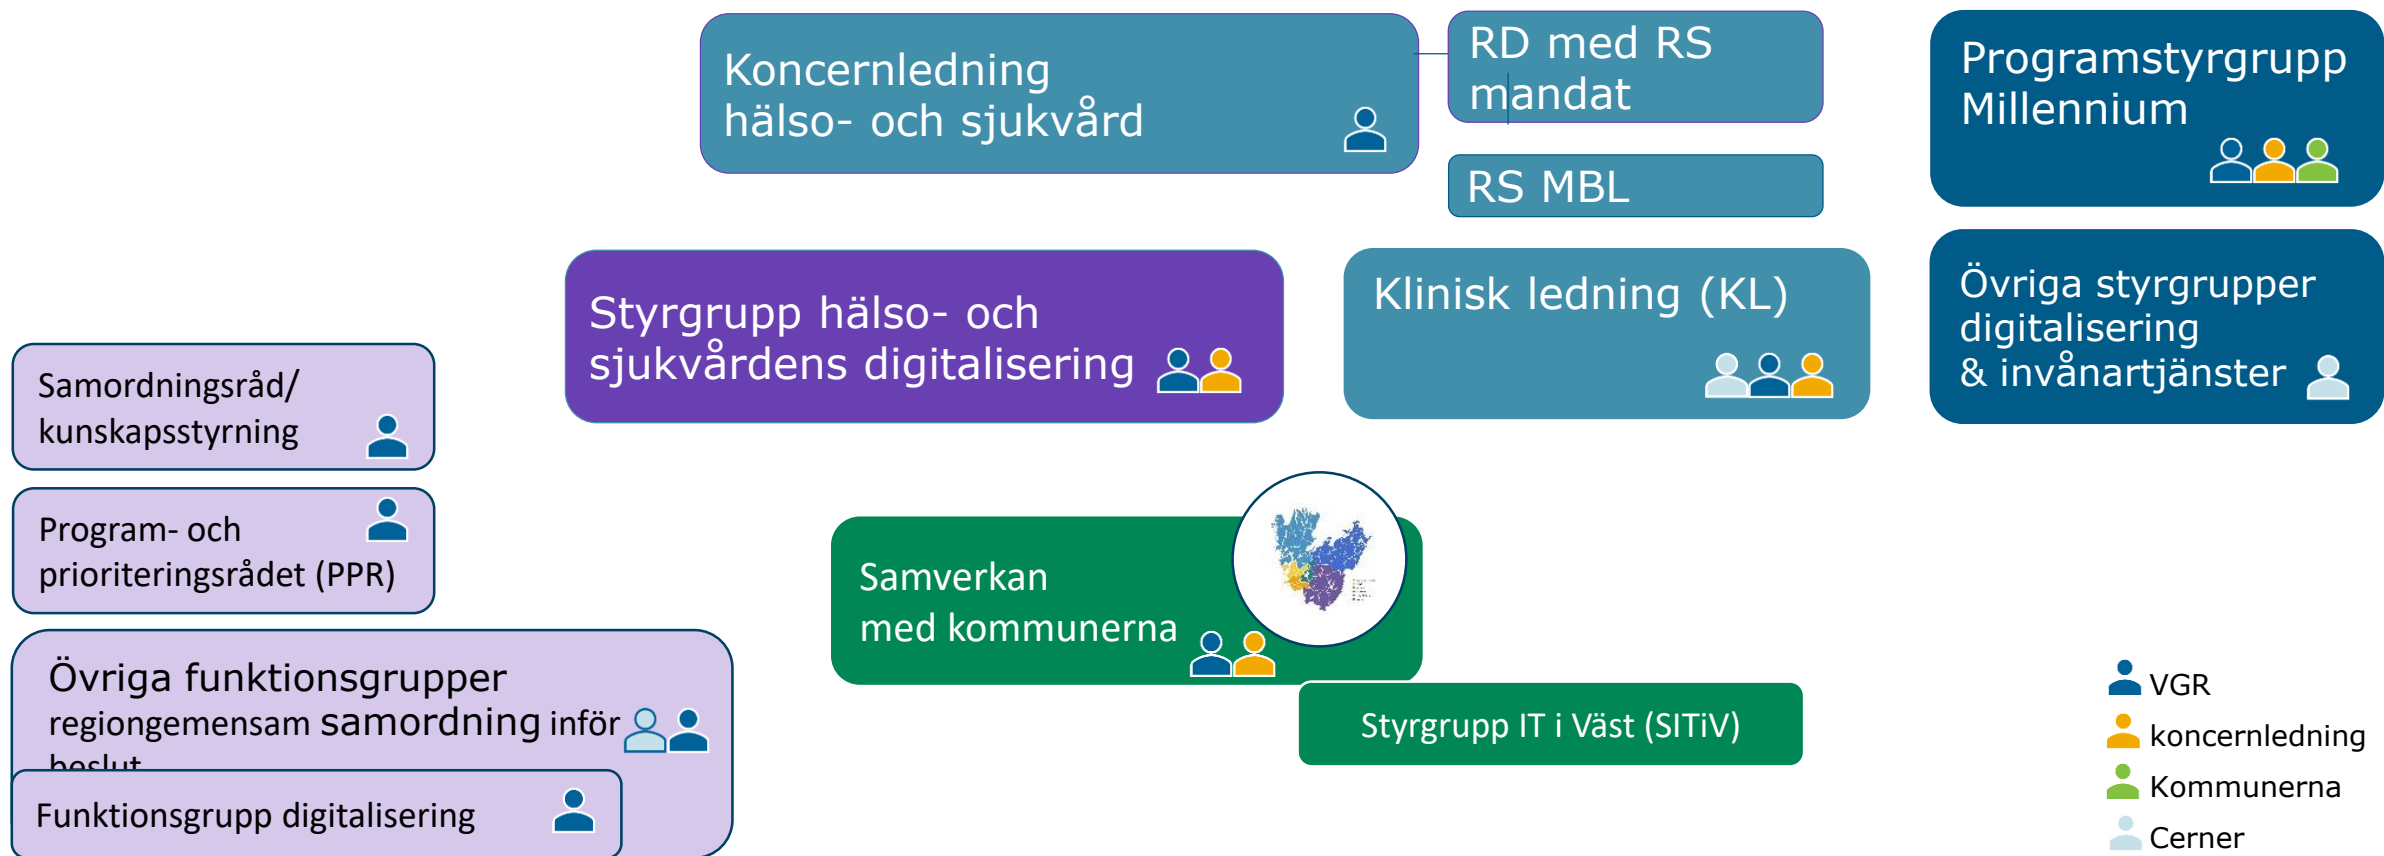 Koncernledning
hälso- och sjukvård
RD med RS
mandat
RS MBL
Programstyrgrupp
Millennium
Styrgrupp hälso- och
sjukvårdens digitalisering
Klinisk ledning (KL)
Övriga styrgrupper
digitalisering
& invånartjänster
Samordningsråd/
kunskapsstyrning
Program- och
prioriteringsrådet (PPR)
Övriga funktionsgrupper
regiongemensam samordning inför
beslut
Funktionsgrupp digitalisering
Samverkan
med kommunerna
Styrgrupp IT i Väst (SITiV)
VGR
koncernledning
Kommunerna
Cerner